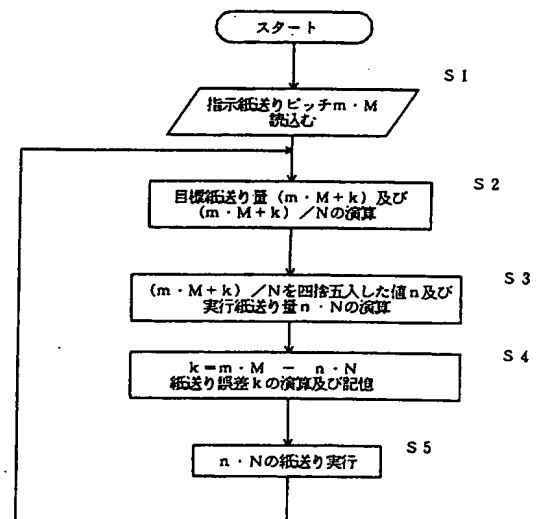 スタート
S1
指示紙送りピッチm・M
読込む
S2
目標紙送り量（m・M+k）及び
（m・M+k）／Nの演算
S3
（m・M+k）／Nを四捨五入した値n及び
実行紙送り量n・Nの演算
S4
k＝m・M － n・N
紙送り誤差kの演算及び記憶
S5
n・Nの紙送り実行